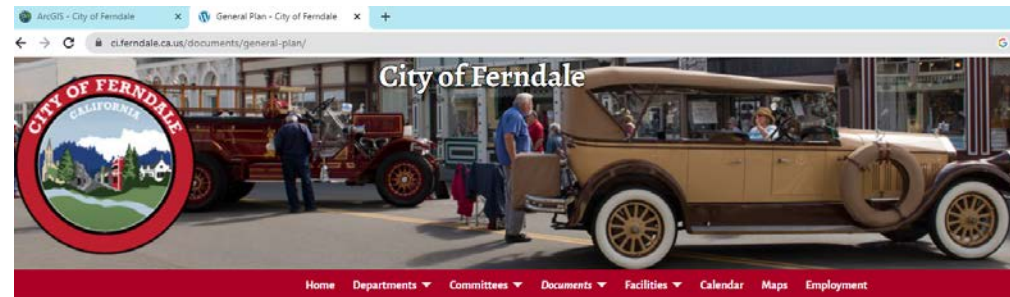 ArcGIS - City of Ferndale
General Plan - City of Ferndale
ci.ferndale.ca.us/documents/general-plan/
City of Ferndale
CITY OF FERNDALE
CALIFORNIA
Home Departments Committees Documents Facilities Calendar Maps Employment